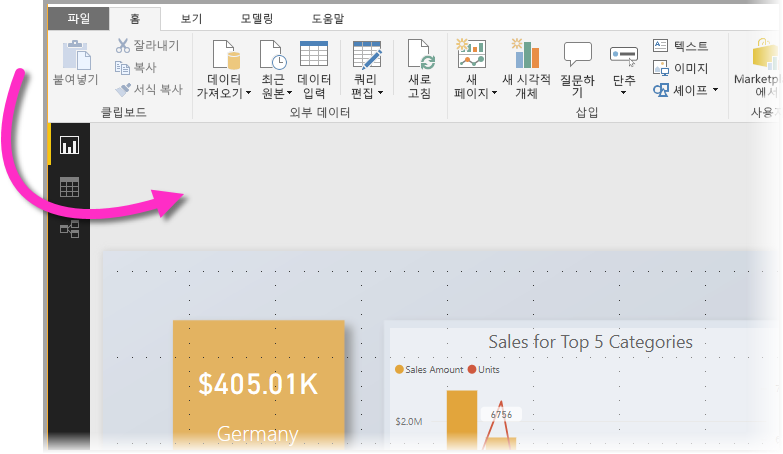 파일 홈 보기 모델링 도움말
붙여넣기
잘라내기
복사
서식 복사
클립보드
데이터
가져오기
최근
원본
데이터
입력
쿼리
편집
외부 데이터
새로
고침
새
페이지
새 시각적
개체
질문하
기
단추
텍스트
이미지
셰이프
삽입
Marketp
에서
사용자
$405.01K
Germany
Sales for Top 5 Categories
Sales Amount Units
6756
$2.0M